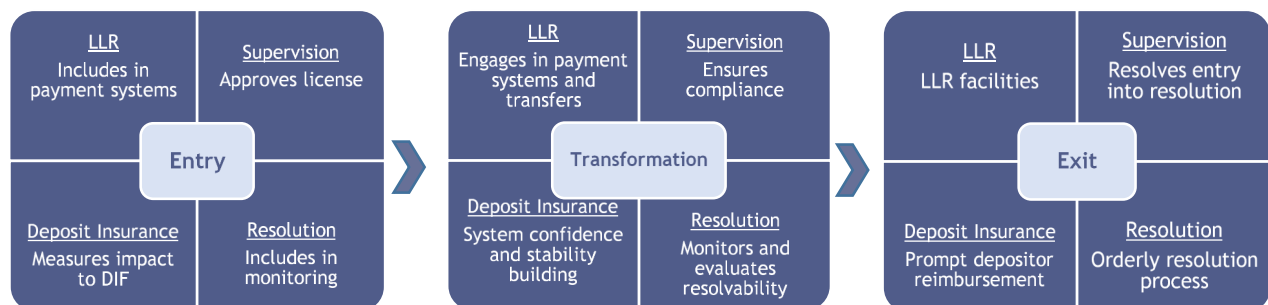 LLR
Includes in
payment systems
Supervision
Approves license
Entry
Deposit Insurance
Measures impact
to DIF
Resolution
Includes in
monitoring
LLR
Engages in payment
systems and
transfers
Supervision
Ensures
compliance
Transformation
Deposit Insurance
System confidence
and stability
building
Resolution
Monitors and
evaluates
resolvability
LLR
LLR facilities
Supervision
Resolves entry
into resolution
Exit
Deposit Insurance
Prompt depositor
reimbursement
Resolution
Orderly resolution
process